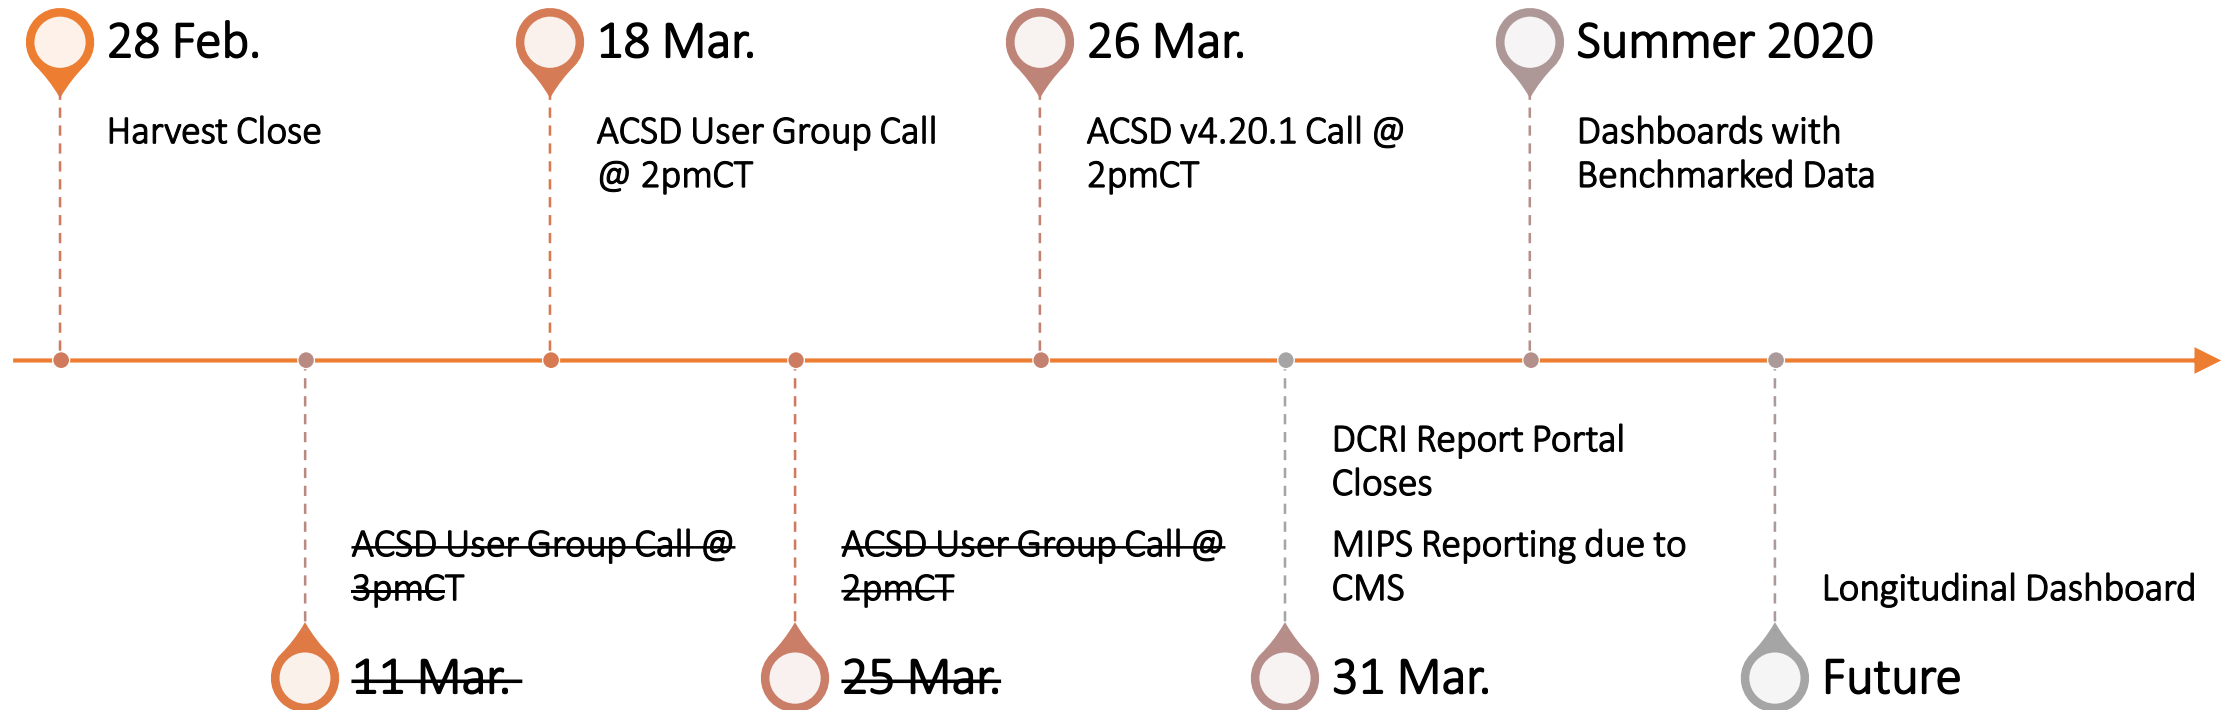 28 Feb.
Harvest Close
18 Mar.
ACSD User Group Call
@ 2pmCT
26 Mar.
ACSD v4.20.1 Call @
2pmCT
Summer 2020
Dashboards with
Benchmarked Data
ACSD User Group Call @
3pmCT
11 Mar.
ACSD User Group Call @
2pmCT
25 Mar.
DCRI Report Portal
Closes
MIPS Reporting due to
CMS
31 Mar.
Longitudinal Dashboard
Future